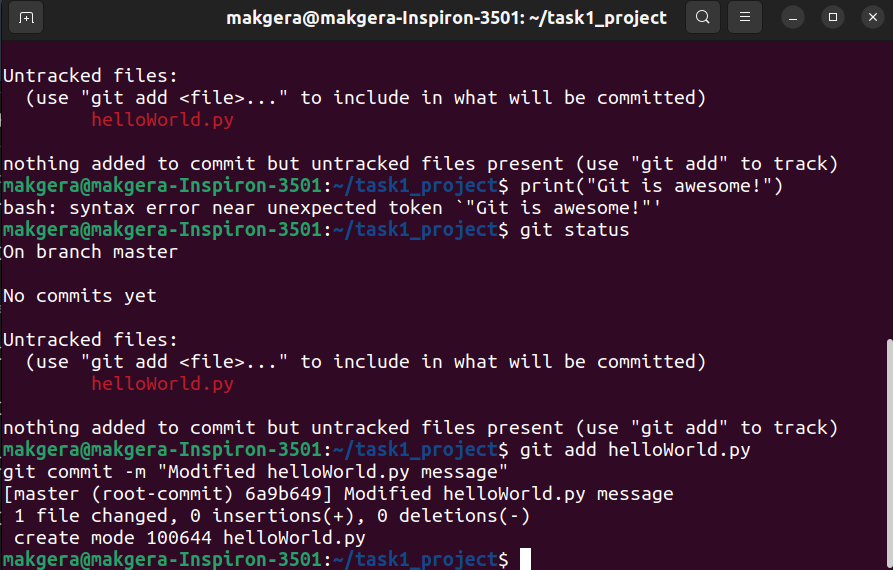 makgera@makgera-Inspiron-3501: ~/task1_project
Untracked files:
  (use "git add <file>..." to include in what will be committed)
        helloWorld.py
nothing added to commit but untracked files present (use "git add" to track)
makgera@makgera-Inspiron-3501:~/task1_project$ print("Git is awesome!")
bash: syntax error near unexpected token `"Git is awesome!"'
makgera@makgera-Inspiron-3501:~/task1_project$ git status
On branch master
No commits yet
Untracked files:
  (use "git add <file>..." to include in what will be committed)
        helloWorld.py
nothing added to commit but untracked files present (use "git add" to track)
makgera@makgera-Inspiron-3501:~/task1_project$ git add helloWorld.py
git commit -m "Modified helloWorld.py message"
[master (root-commit) 6a9b649] Modified helloWorld.py message
 1 file changed, 0 insertions(+), 0 deletions(-)
 create mode 100644 helloWorld.py
makgera@makgera-Inspiron-3501:~/task1_project$